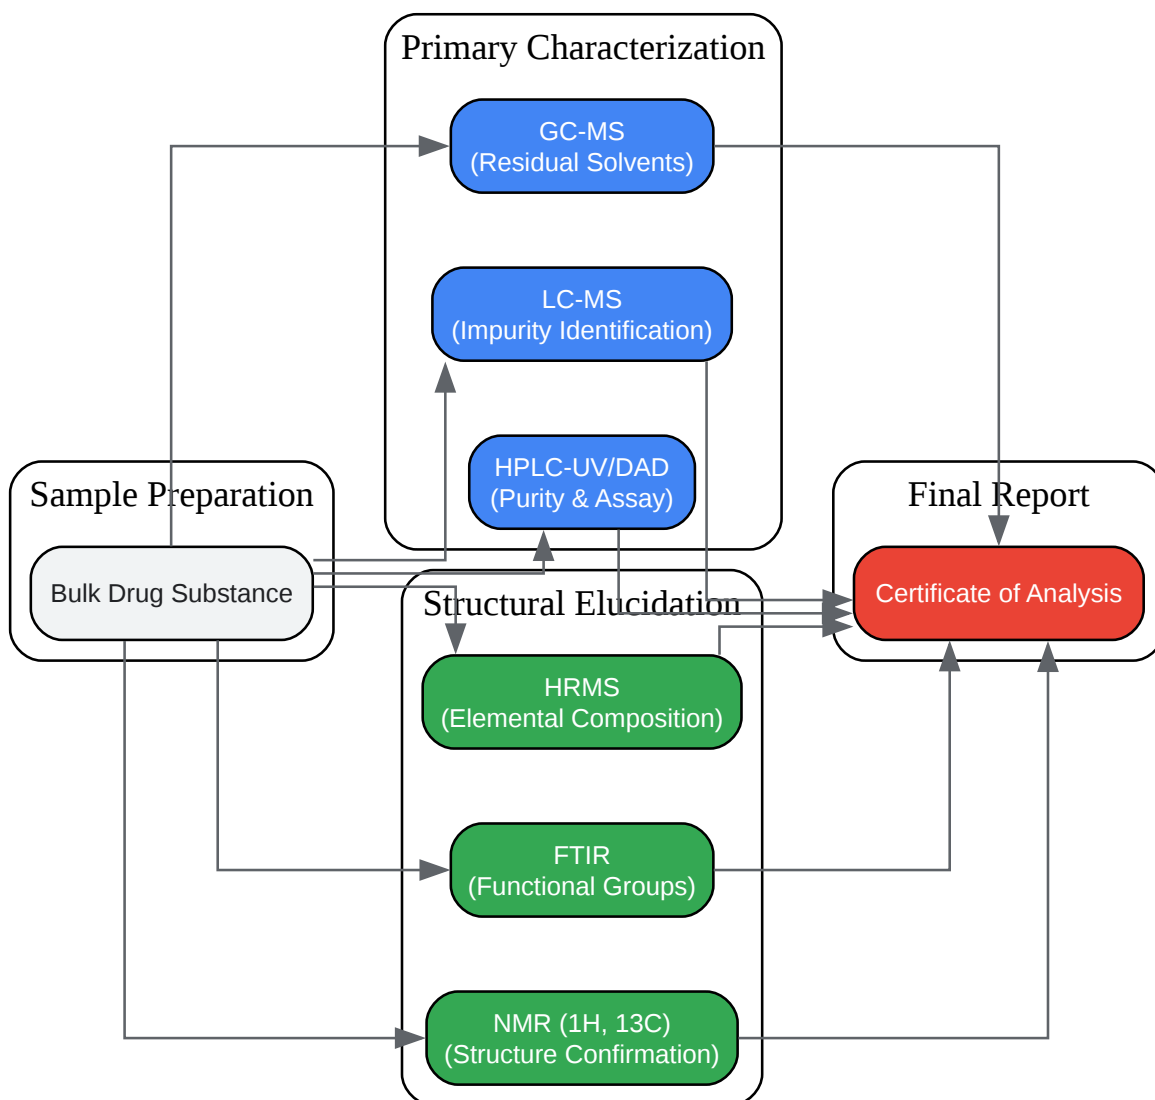 Primary Characterization
GC-MS
(Residual Solvents)
LC-MS
(Impurity Identification)
HPLC-UV/DAD
(Purity & Assay)
Sample Preparation
Bulk Drug Substance
Final Report
Certificate of Analysis
Structural Elucidation
HRMS
(Elemental Composition)
FTIR
(Functional Groups)
NMR (1H, 13C)
(Structure Confirmation)